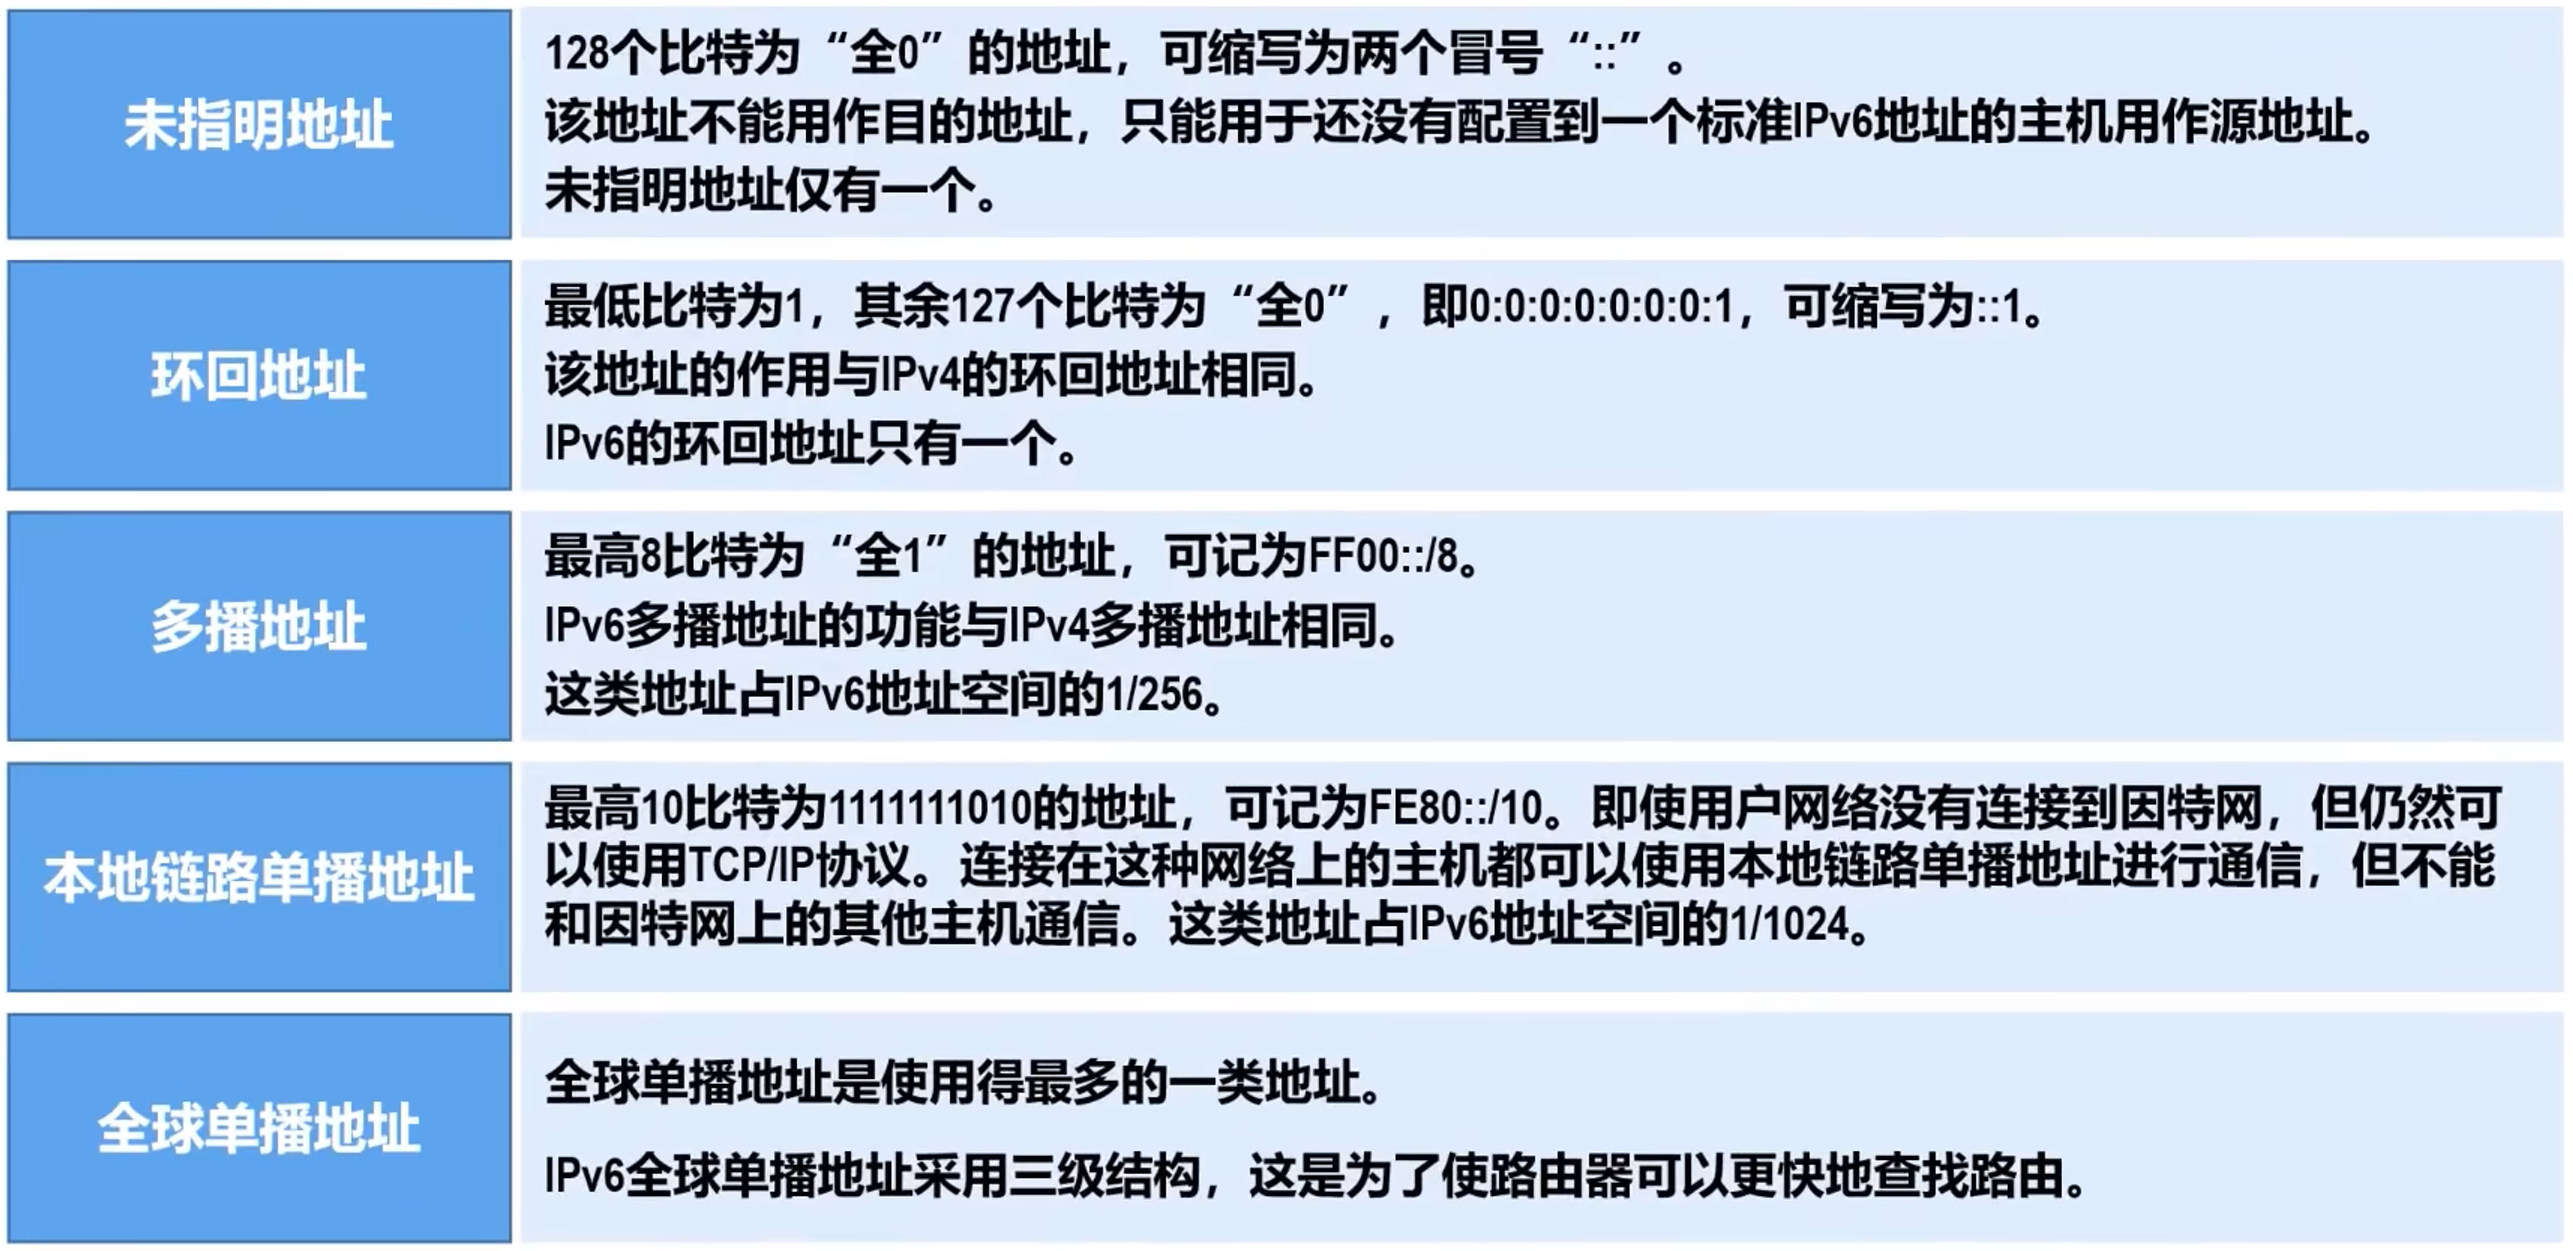 未指明地址
128个比特为“全0”的地址，可缩写为两个冒号“::”。
该地址不能用作目的地址，只能用于还没有配置到一个标准IPv6地址的主机用作源地址。
未指明地址仅有一个。
环回地址
最低比特为1，其余127个比特为“全0”，即0:0:0:0:0:0:0:1，可缩写为::1。
该地址的作用与IPv4的环回地址相同。
IPv6的环回地址只有一个。
多播地址
最高8比特为“全1”的地址，可记为FF00::/8。
IPv6多播地址的功能与IPv4多播地址相同。
这类地址占IPv6地址空间的1/256。
本地链路单播地址
最高10比特为1111111010的地址，可记为FE80::/10。即使用户网络没有连接到因特网，但仍然可
以使用TCP/IP协议。连接在这种网络上的主机都可以使用本地链路单播地址进行通信，但不能
和因特网上的其他主机通信。这类地址占IPv6地址空间的1/1024。
全球单播地址
全球单播地址是使用得最多的一类地址。
IPv6全球单播地址采用三级结构，这是为了使路由器可以更快地查找路由。